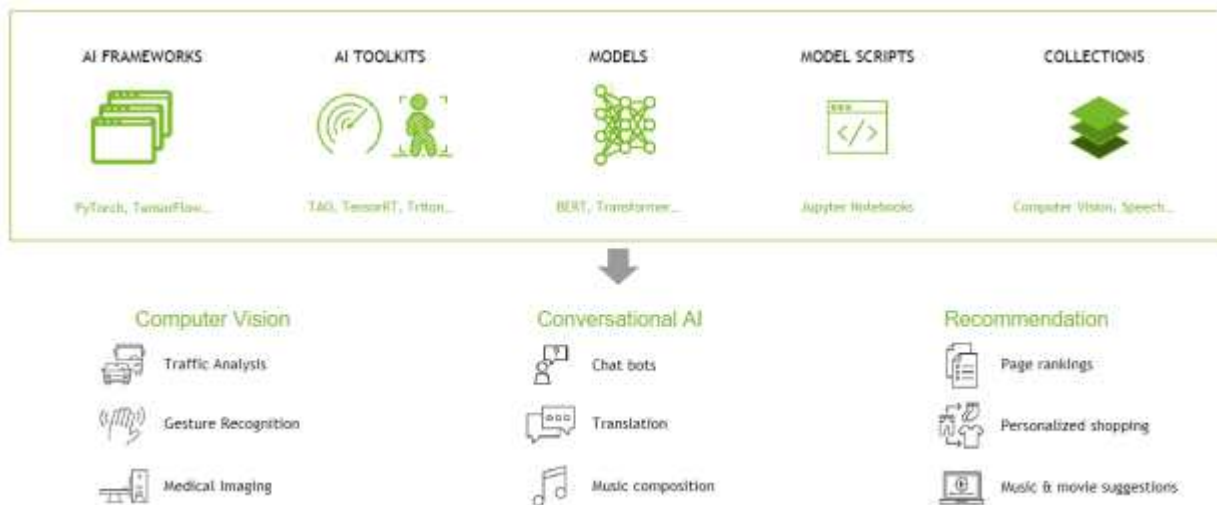 AI FRAMEWORKS
AI TOOLKITS
MODELS
MODEL SCRIPTS
COLLECTIONS
</>
PyTorch, TensorFlow...
TAO, TensorRT, Triton...
BERT, Transformer...
Jupyter Notebooks
Computer Vision, Speech...
Computer Vision
Conversational AI
Recommendation
Traffic Analysis
?
Chat bots
Page rankings
Gesture Recognition
Translation
Personalized shopping
Medical Imaging
Music composition
Music & movie suggestions